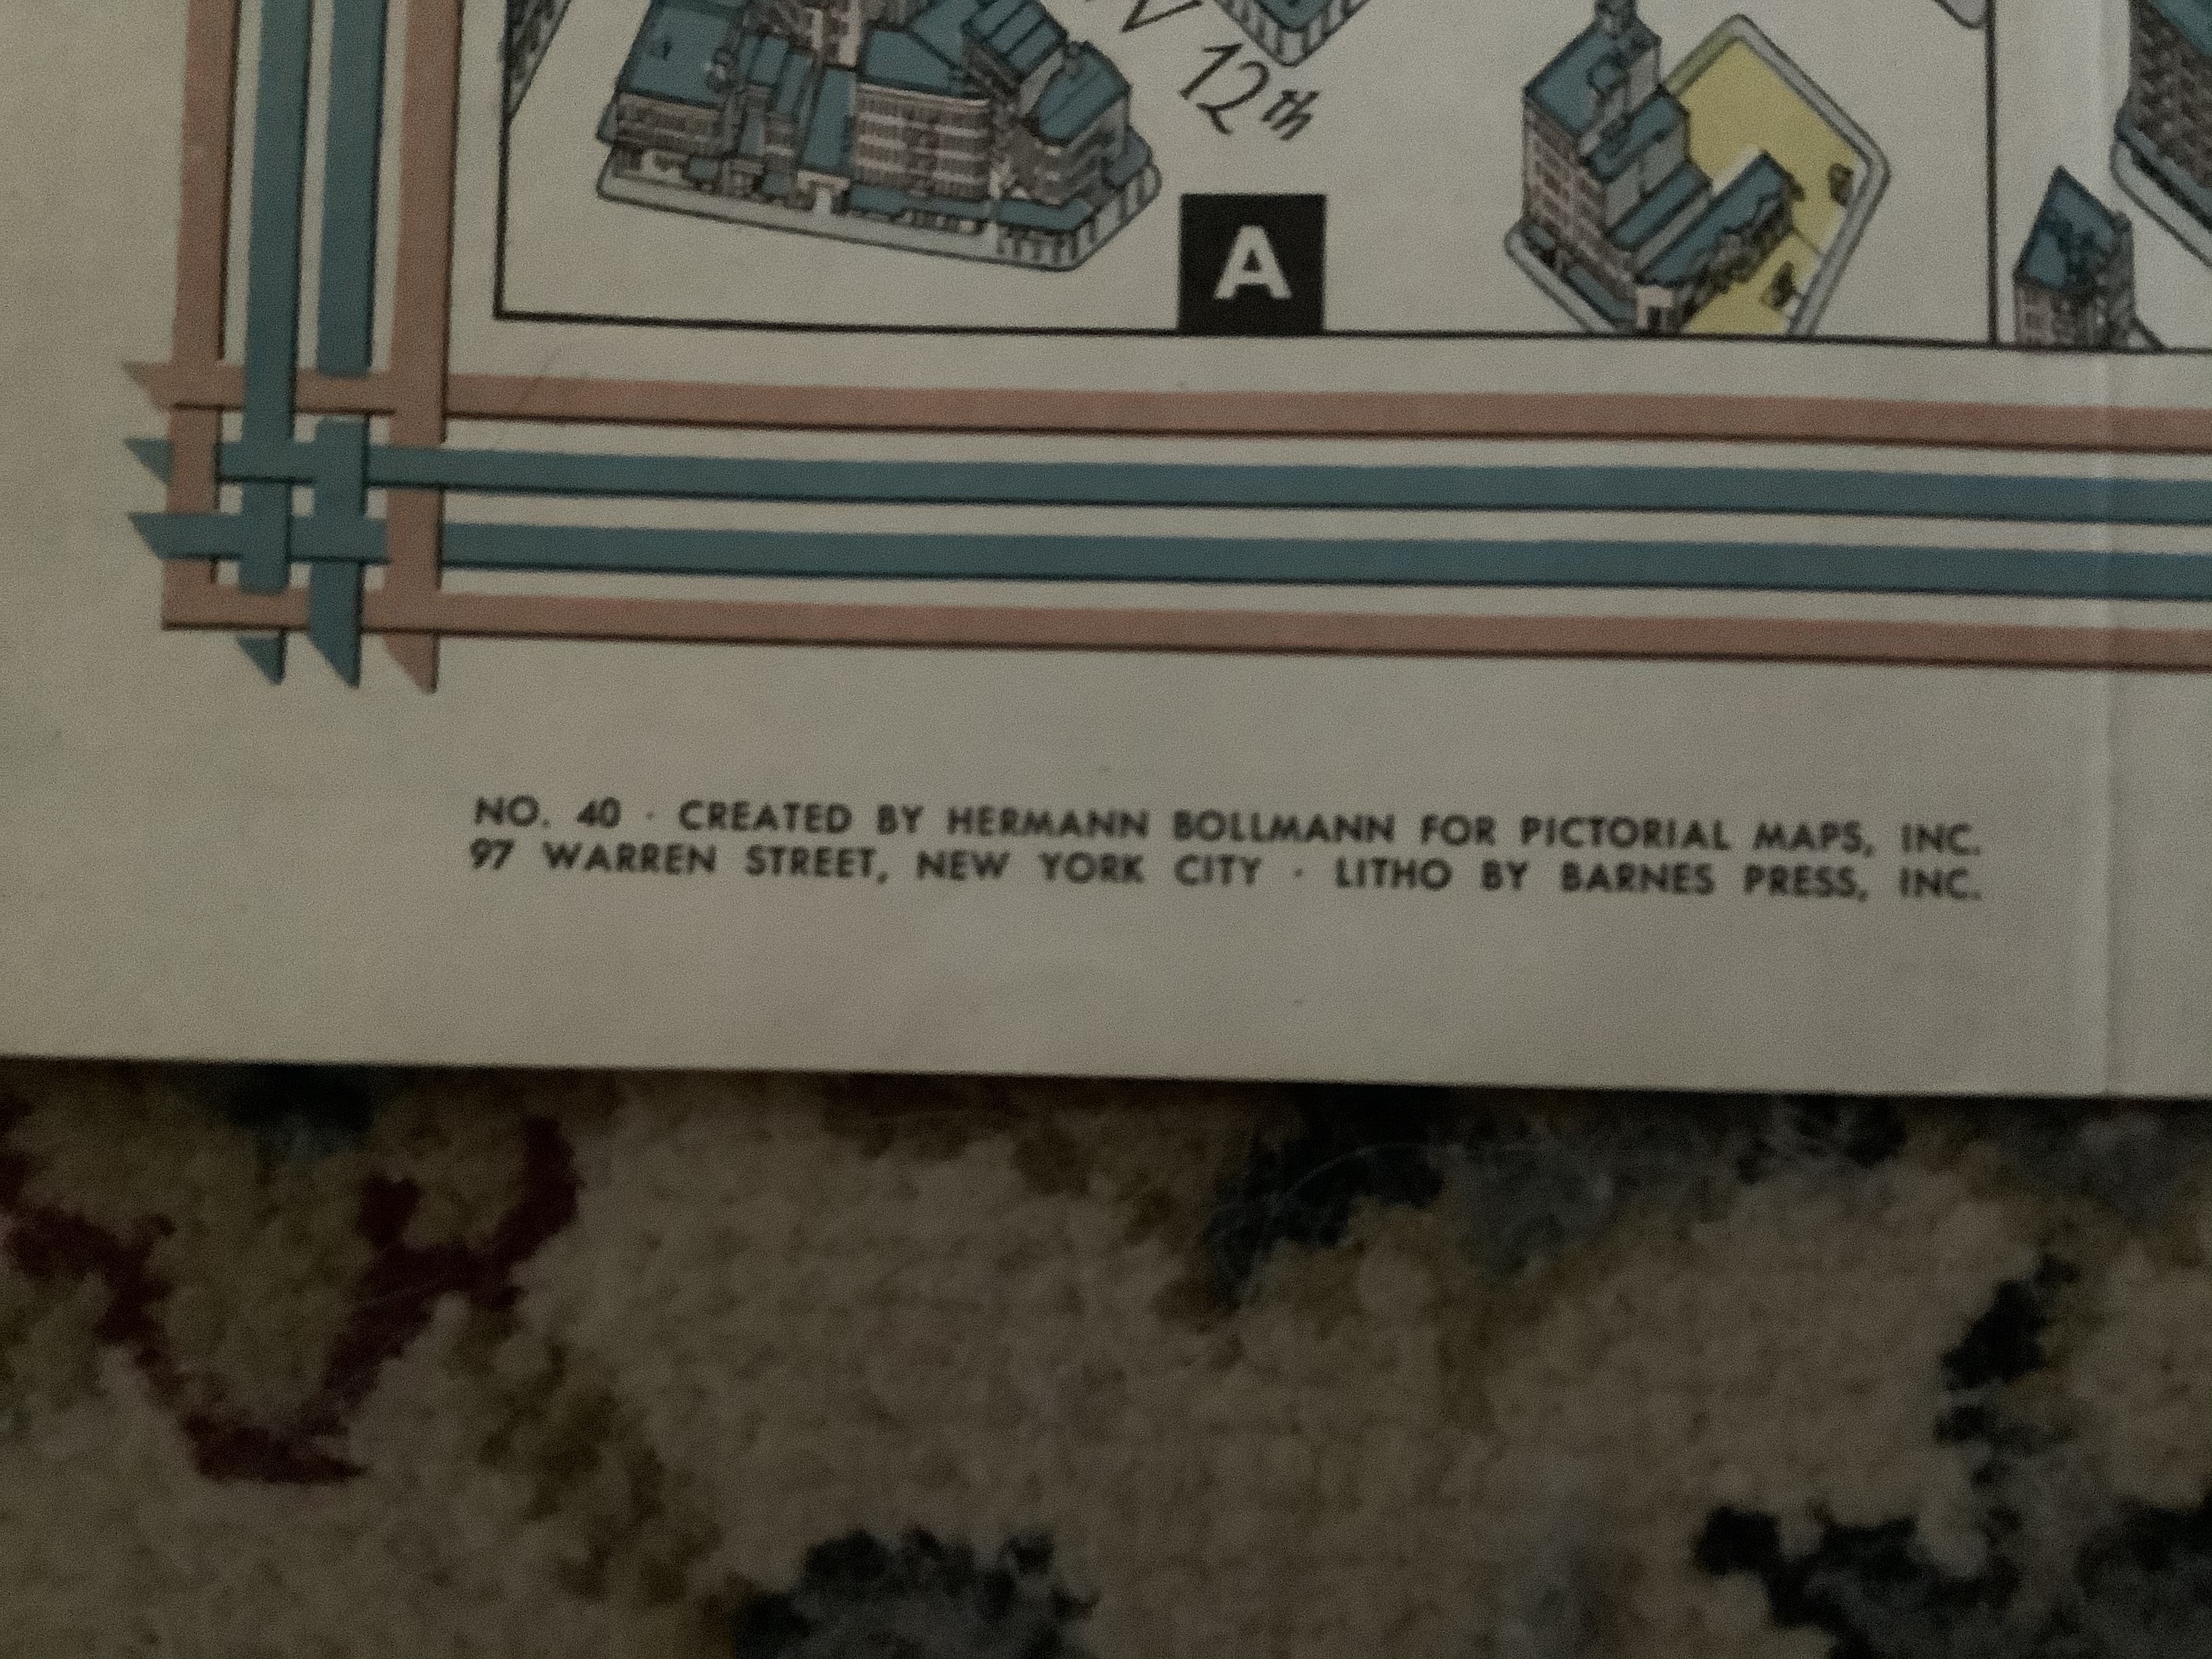 W 12th
A
NO. 40 · CREATED BY HERMANN BOLLMANN FOR PICTORIAL MAPS, INC.
97 WARREN STREET, NEW YORK CITY · LITHO BY BARNES PRESS, INC.